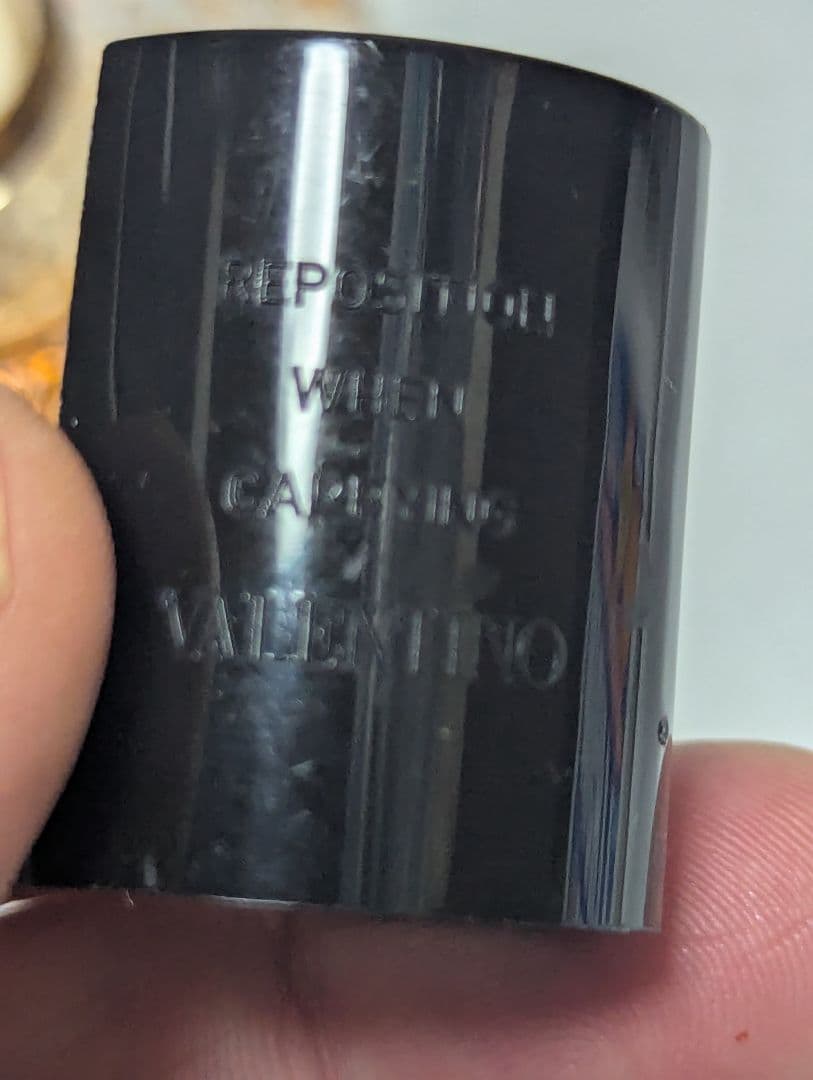 REPOSITION
WHEN
CARRYING
VALENTINO